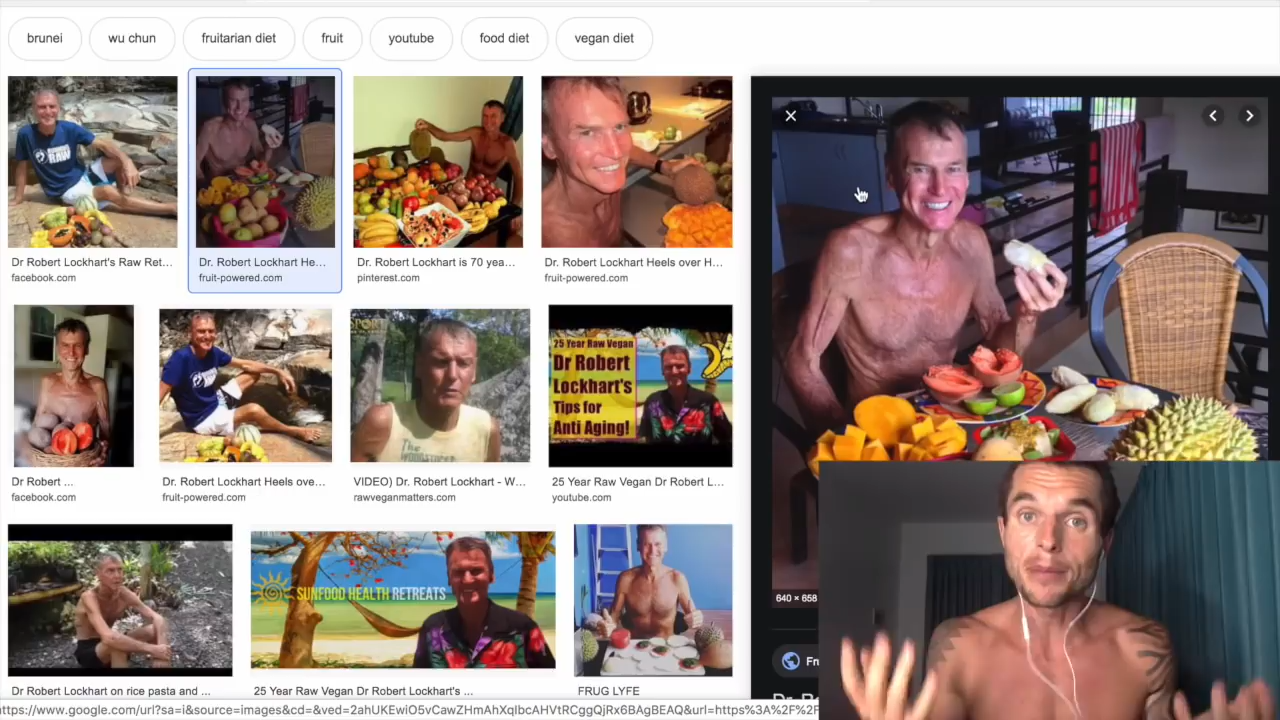 brunei
wu chun
fruitarian diet
fruit
youtube
food diet
vegan diet
RAW
Dr Robert Lockhart's Raw Ret...
facebook.com
Dr. Robert Lockhart He...
fruit-powered.com
Dr. Robert Lockhart is 70 yea...
pinterest.com
Dr. Robert Lockhart Heels over H...
fruit-powered.com
SPORT
The
WOODSTOCK
25 Year Raw Vegan
Dr Robert
Lockhart's
Tips for
Anti Aging!
Dr Robert ...
facebook.com
Dr. Robert Lockhart Heels ove...
fruit-powered.com
VIDEO) Dr. Robert Lockhart - W...
rawveganmatters.com
25 Year Raw Vegan Dr Robert L...
youtube.com
SUNFOOD HEALTH RETREATS
640 × 658
Dr Robert Lockhart on rice pasta and ...
25 Year Raw Vegan Dr Robert Lockhart's ...
FRUG LYFE
https://www.google.com/url?sa=i&source=images&cd=&ved=2ahUKEwiO5vCawZHmAhXqIbcAHVtRCggQjRx6BAgBEAQ&url=https%3A%2F%2F